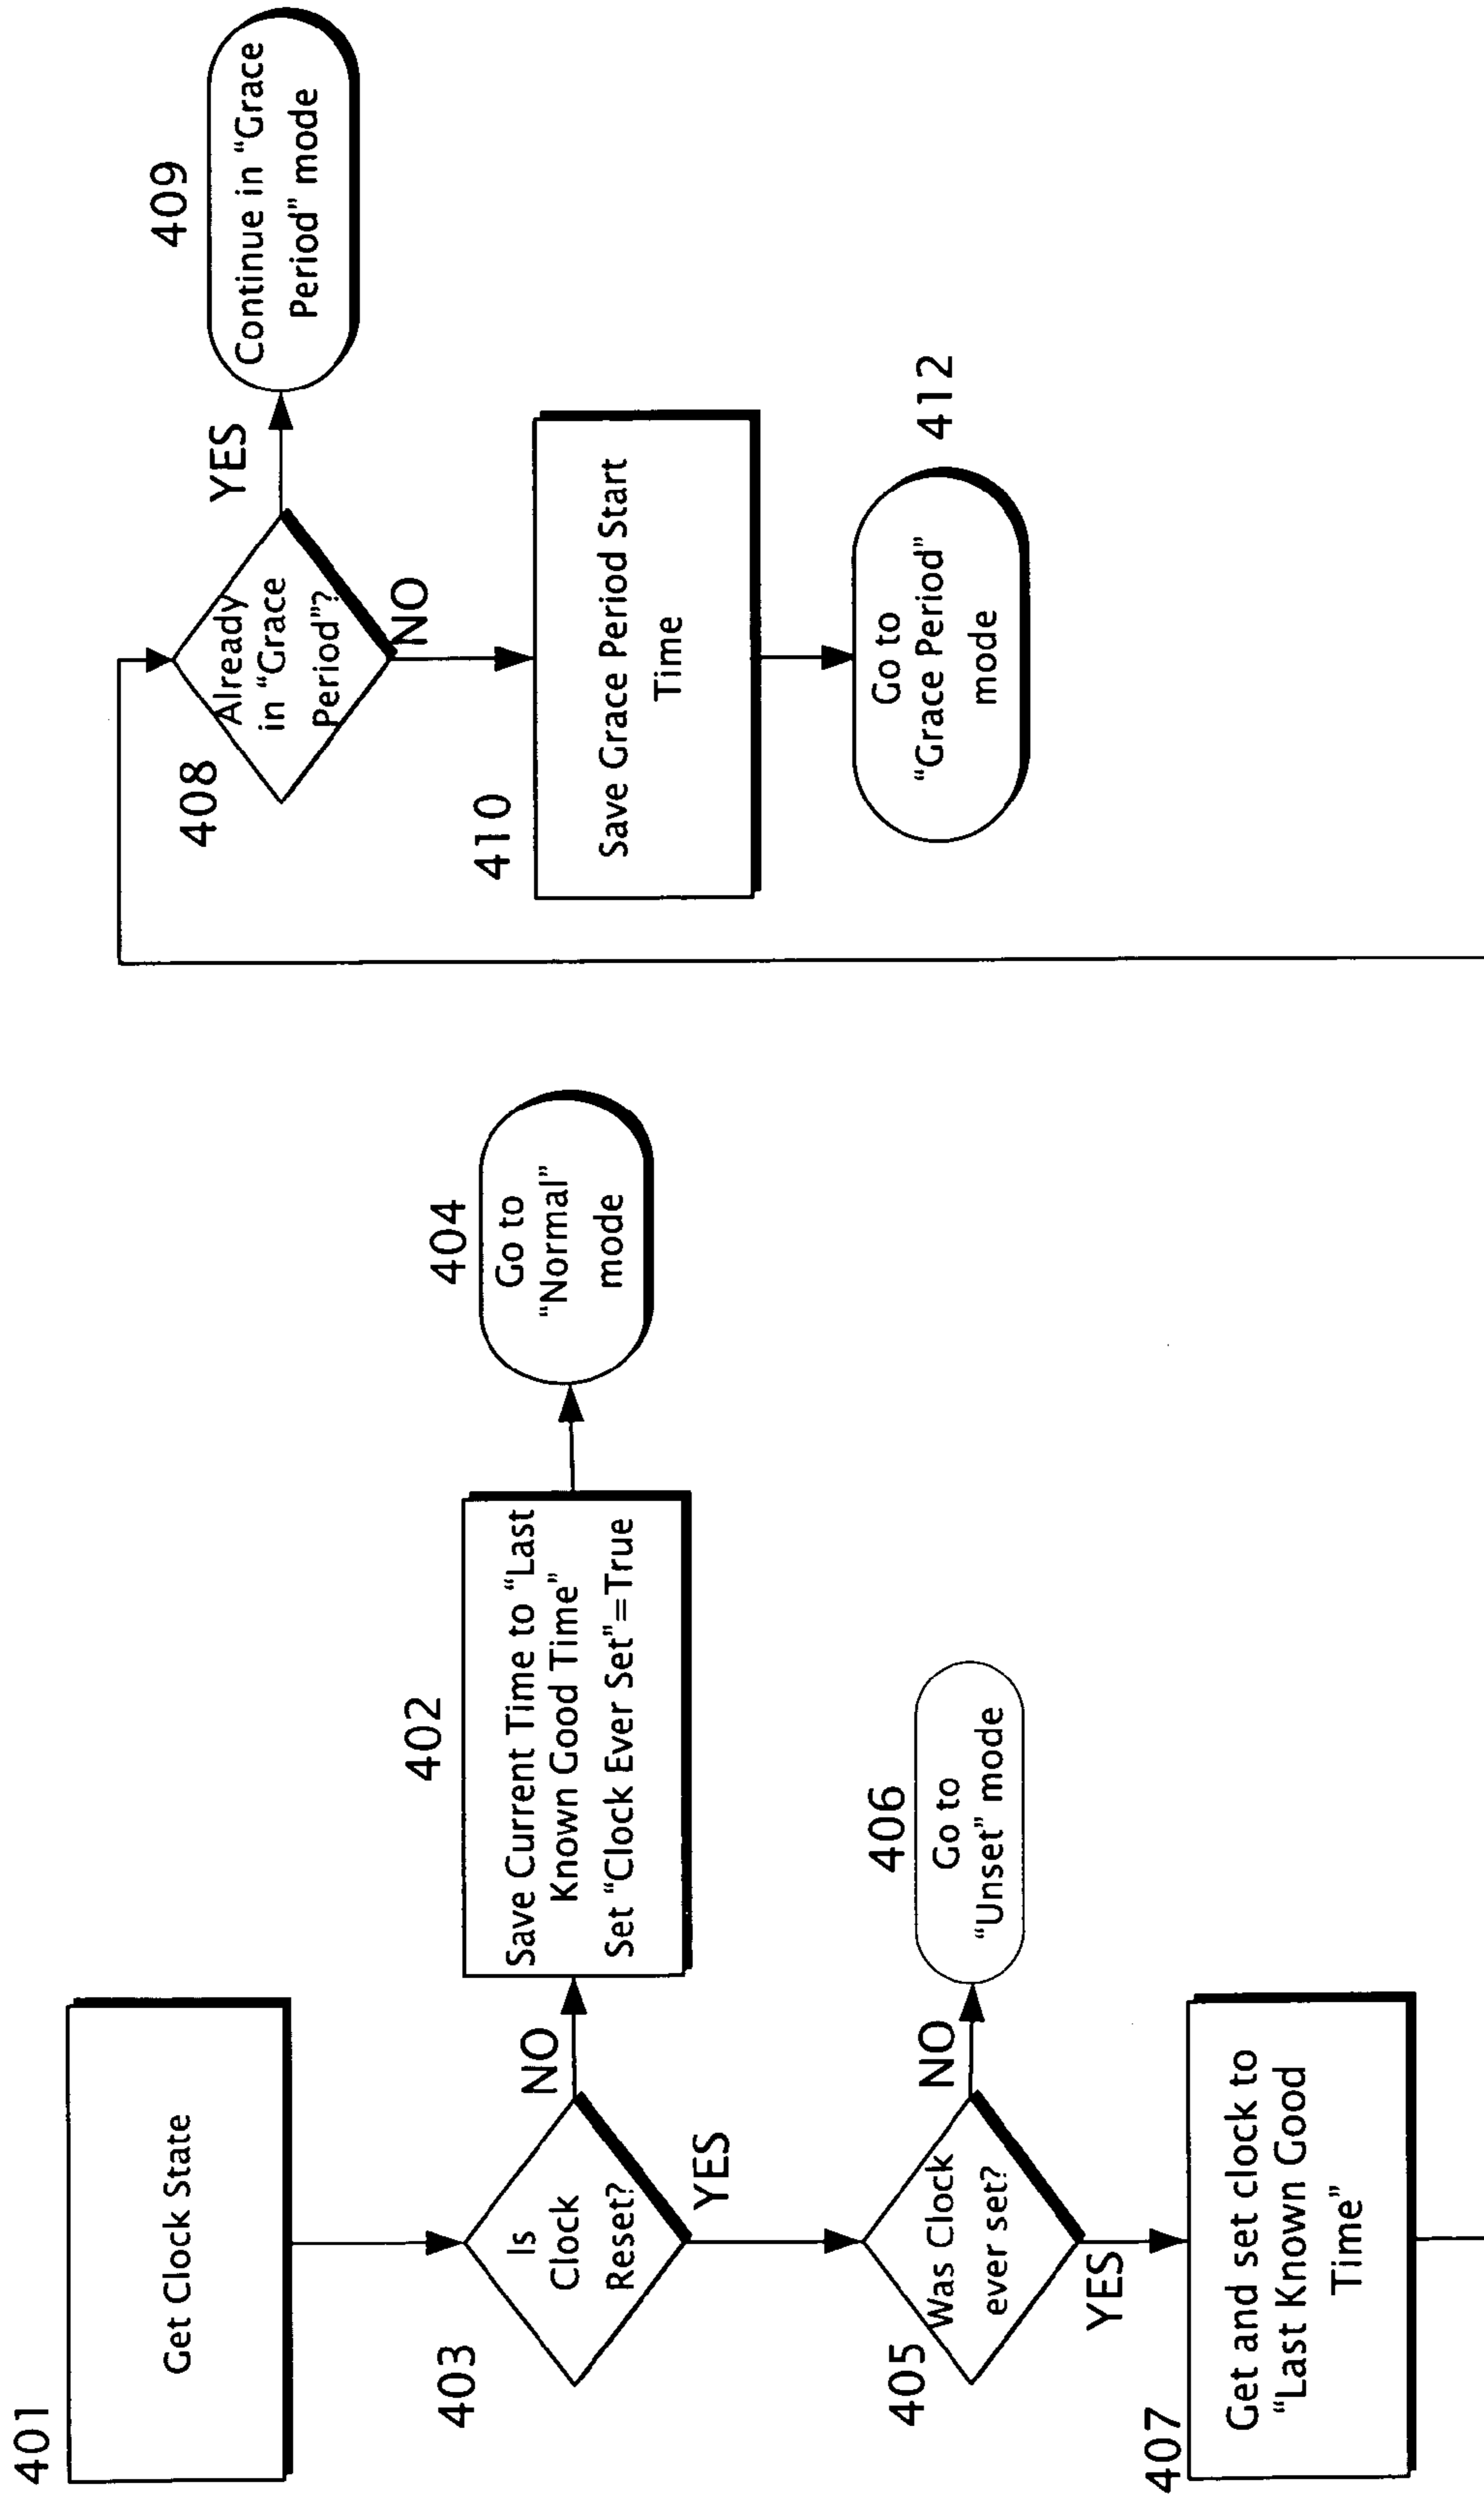 401
Get Clock State
403
Is
Clock
Reset?
NO
YES
402
Save Current Time to “Last
Known Good Time”
Set “Clock Ever Set”=True
404
Go to
“Normal”
mode
405
Was Clock
ever set?
NO
YES
406
Go to
“Unset” mode
407
Get and set clock to
“Last Known Good
Time”
408
Already
in “Grace
Period”?
YES
NO
409
Continue in “Grace
Period” mode
410
Save Grace Period Start
Time
412
Go to
“Grace Period”
mode